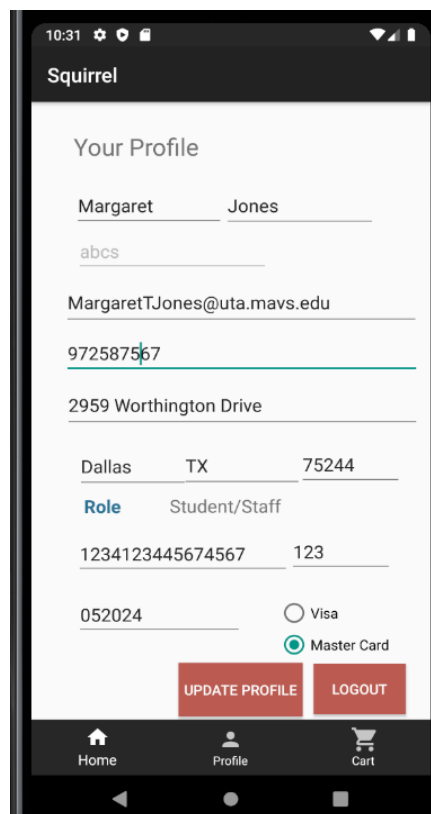 10:31
Squirrel
Your Profile
Margaret Jones
abcs
MargaretTJones@uta.mavs.edu
972587567
2959 Worthington Drive
Dallas TX 75244
Role Student/Staff
1234123445674567 123
052024
Visa
Master Card
UPDATE PROFILE LOGOUT
Home Profile Cart